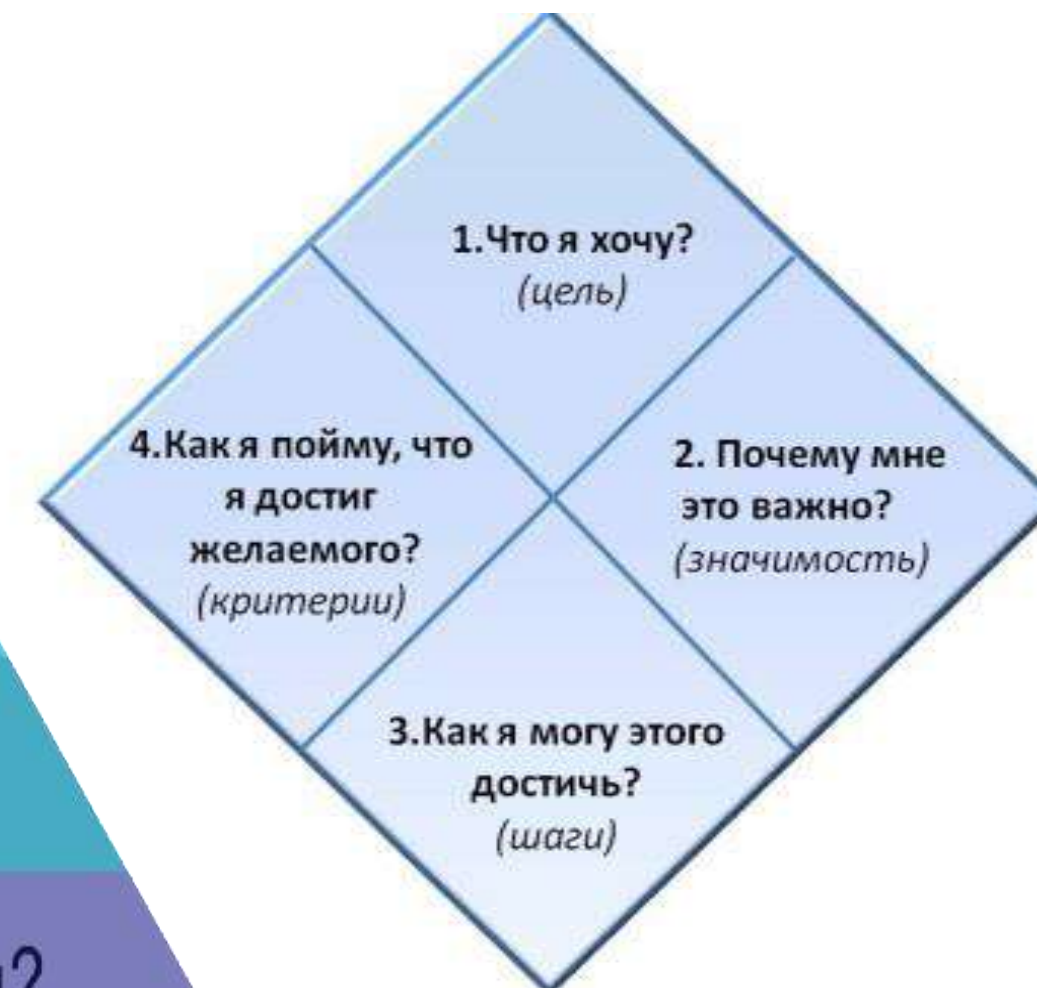 1.Что я хочу?
(цель)
2. Почему мне
это важно?
(значимость)
3.Как я могу этого
достичь?
(шаги)
4.Как я пойму, что
я достиг
желаемого?
(критерии)